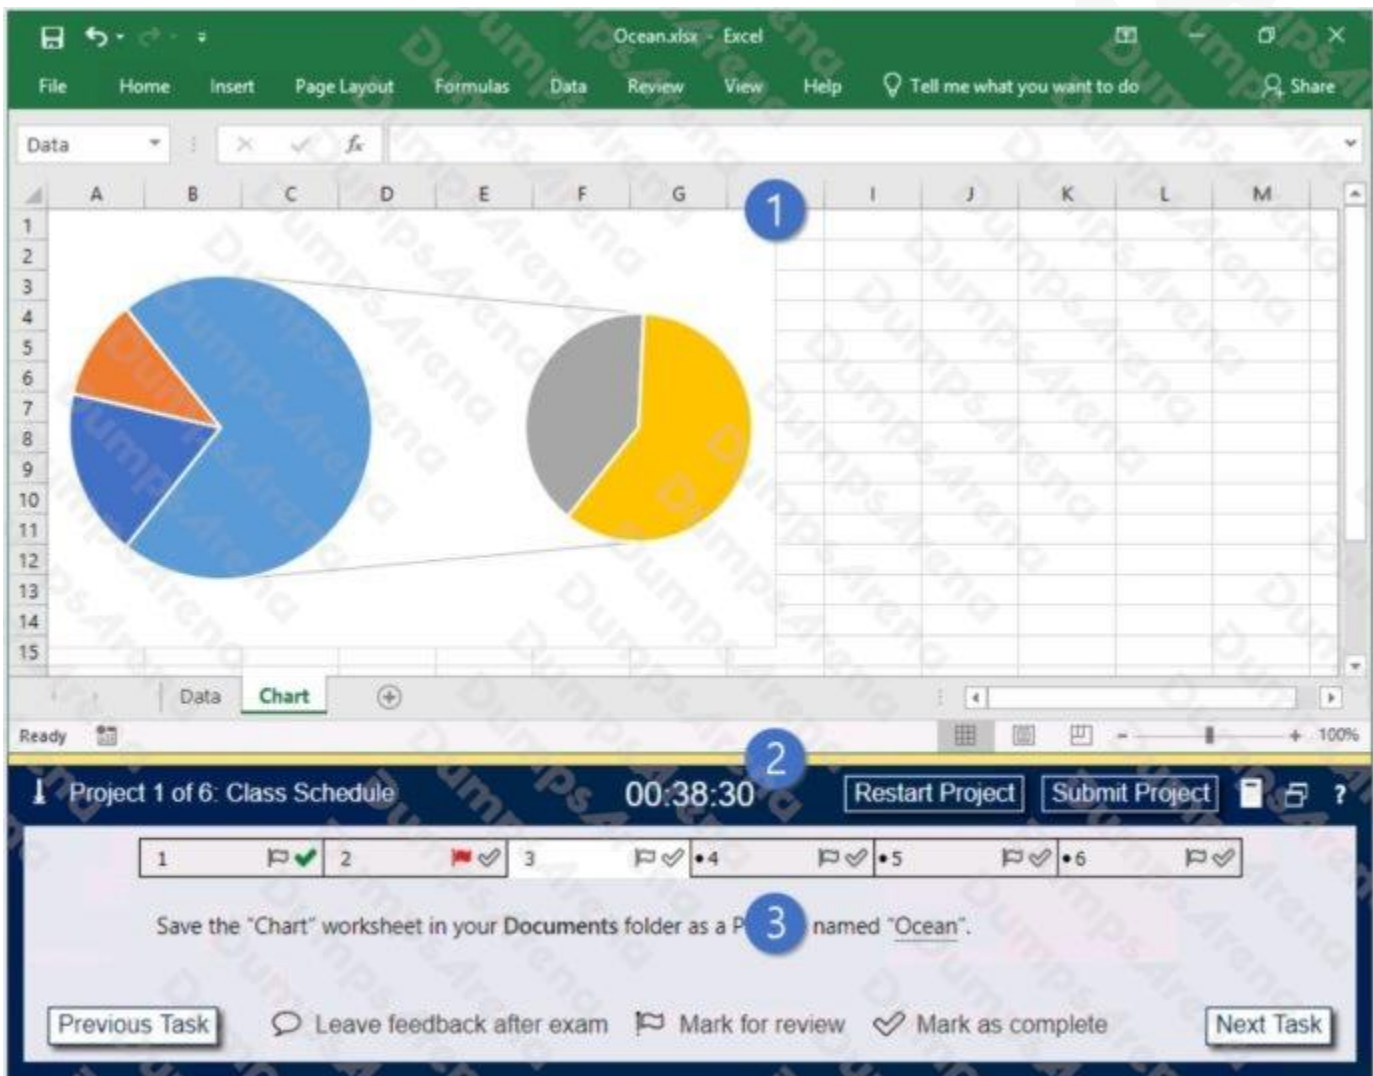 Ocean.xlsx - Excel
File Home Insert Page Layout Formulas Data Review View Help Tell me what you want to do Share
Data fx
A B C D E F G I J K L M
1
1
2
3
4
5
6
7
8
9
10
11
12
13
14
15
Data Chart
Ready 100%
2
Project 1 of 6: Class Schedule 00:38:30 Restart Project Submit Project ?
1 2 3 •4 •5 •6
Save the "Chart" worksheet in your Documents folder as a P 3 named "Ocean".
Previous Task Leave feedback after exam Mark for review Mark as complete Next Task
DumpsArena